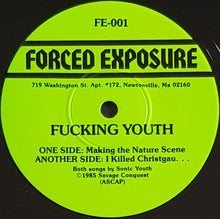 FE-001
FORCED EXPOSURE
719 Washington St. Apt. #172, Newtonville, Ma 02160
FUCKING YOUTH
ONE SIDE: Making the Nature Scene
ANOTHER SIDE: I Killed Christgau. . .
Both songs by Sonic Youth
©1985 Savage Conquest
(ASCAP)